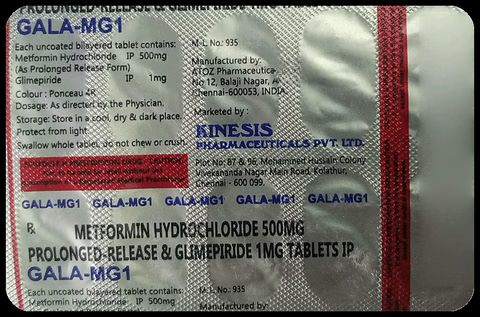 PROLONGED-RELEASE & GLIMEPIRIDE 1MG TABLETS IP
GALA-MG1
Each uncoated bilayered tablet contains:
Metformin Hydrochloride IP 500mg
(As Prolonged Release Form)
Glimepiride IP 1mg
Colour : Ponceau 4R
Dosage: As directed by the Physician.
Storage: Store in a cool, dry & dark place.
Protect from light
Swallow whole tablet, do not chew or crush.
M.L. No.: 935
Manufactured by:
ATOZ Pharmaceutica
No.12, Balaji Nagar, A
Chennai-600053, INDIA.
Marketed by :
KINESIS
PHARMACEUTICALS PVT. LTD.
Plot No: 87 & 96, Mohammed Hussain Colony
Vivekananda Nagar Main Road, Kolathur,
Chennai - 600 099.
GALA-MG1 GALA-MG1 GALA-MG1 GALA-MG1 GALA-MG1
Rx METFORMIN HYDROCHLORIDE 500MG
PROLONGED-RELEASE & GLIMEPIRIDE 1MG TABLETS IP
GALA-MG1
Each uncoated bilayered tablet contains:
Metformin Hydrochloride IP 500mg
M.L. No.: 935
Manufactured by: